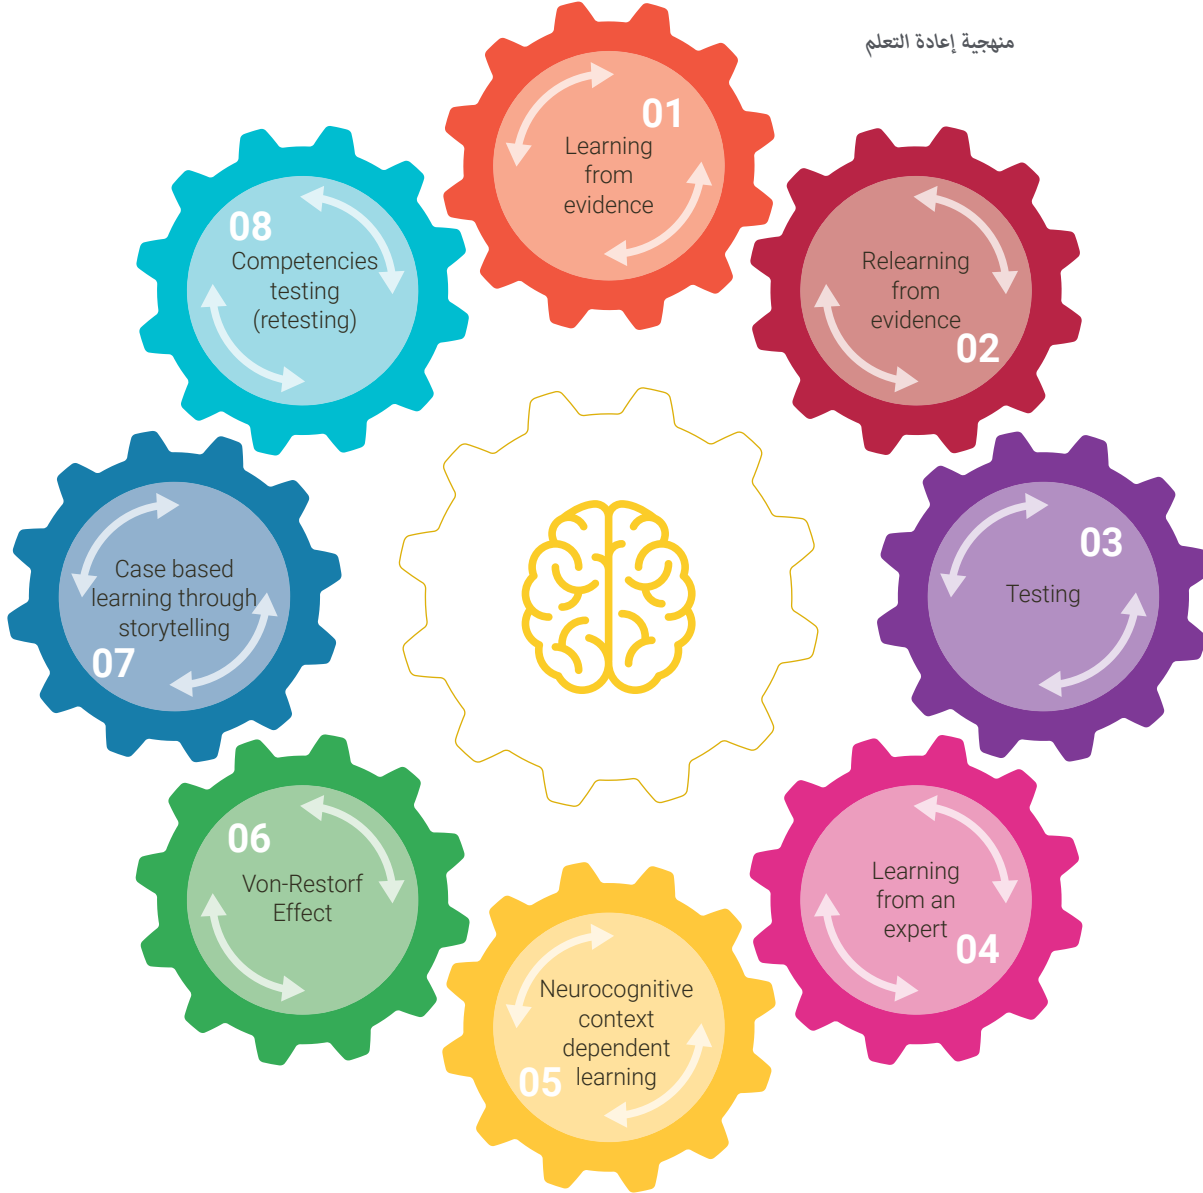 منهجية إعادة التعلم
01
Learning
from
evidence
02
Relearning
from
evidence
03
Testing
04
Learning
from an
expert
05
Neurocognitive
context
dependent
learning
06
Von-Restorf
Effect
07
Case based
learning through
storytelling
08
Competencies
testing
(retesting)